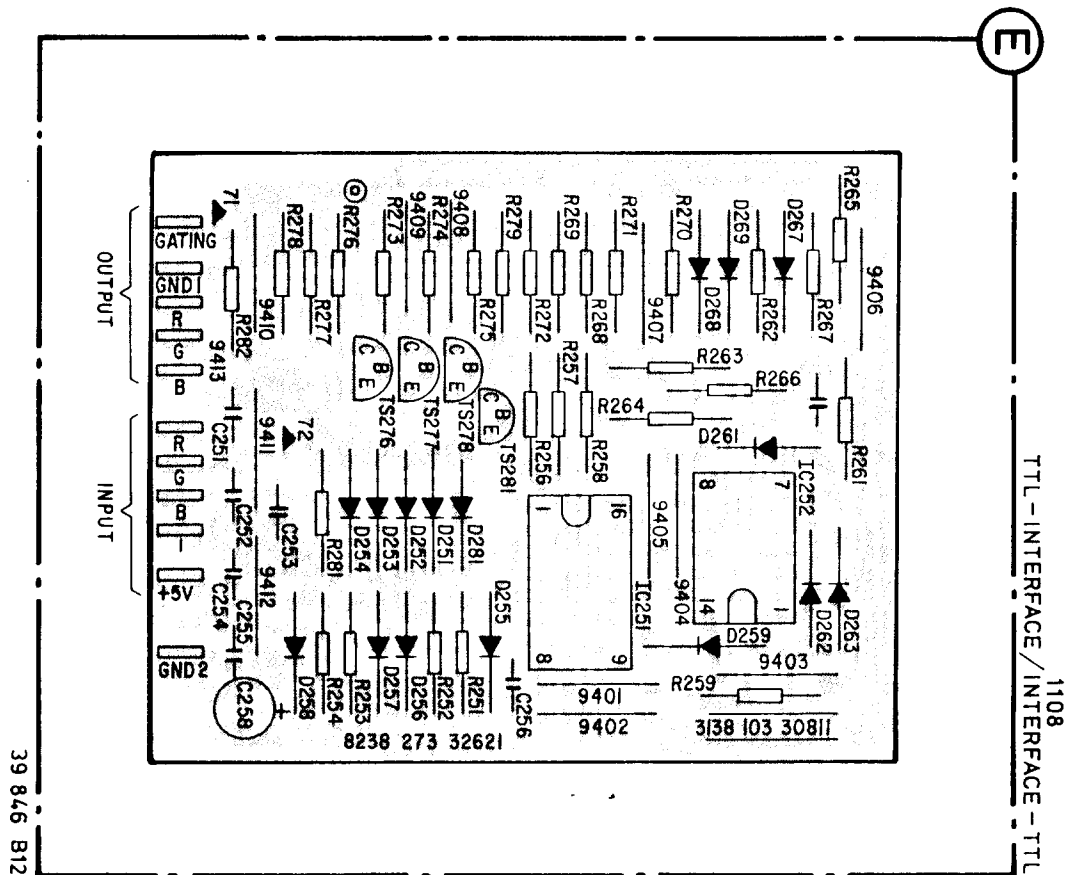 E
1108
TTL-INTERFACE / INTERFACE-TTL
39 846 B12
OUTPUT
INPUT
GATING
GND1
R
G
B
R
G
B
I
+5V
GND2
71
R282
9410
R278
R277
R276
R273
9409
R274
9408
R275
R279
R272
R269
R268
R271
9407
R270
D268
D269
R262
D267
R267
R265
9406
9413
C251
9411
72
C B E
TS276
C B E
TS277
C B E
TS278
C B E
TS281
R257
R256
R258
R263
R266
R264
D261
R261
C252
C253
R281
D254
D253
D252
D251
D281
1
16
8
9
IC251
9405
9404
8
7
14
1
IC252
D262
D263
C254
9412
C255
C258
+
D258
R254
R253
D257
D256
R252
R251
D255
C256
D259
9403
R259
9401
9402
8238 273 32621
3138 103 30811